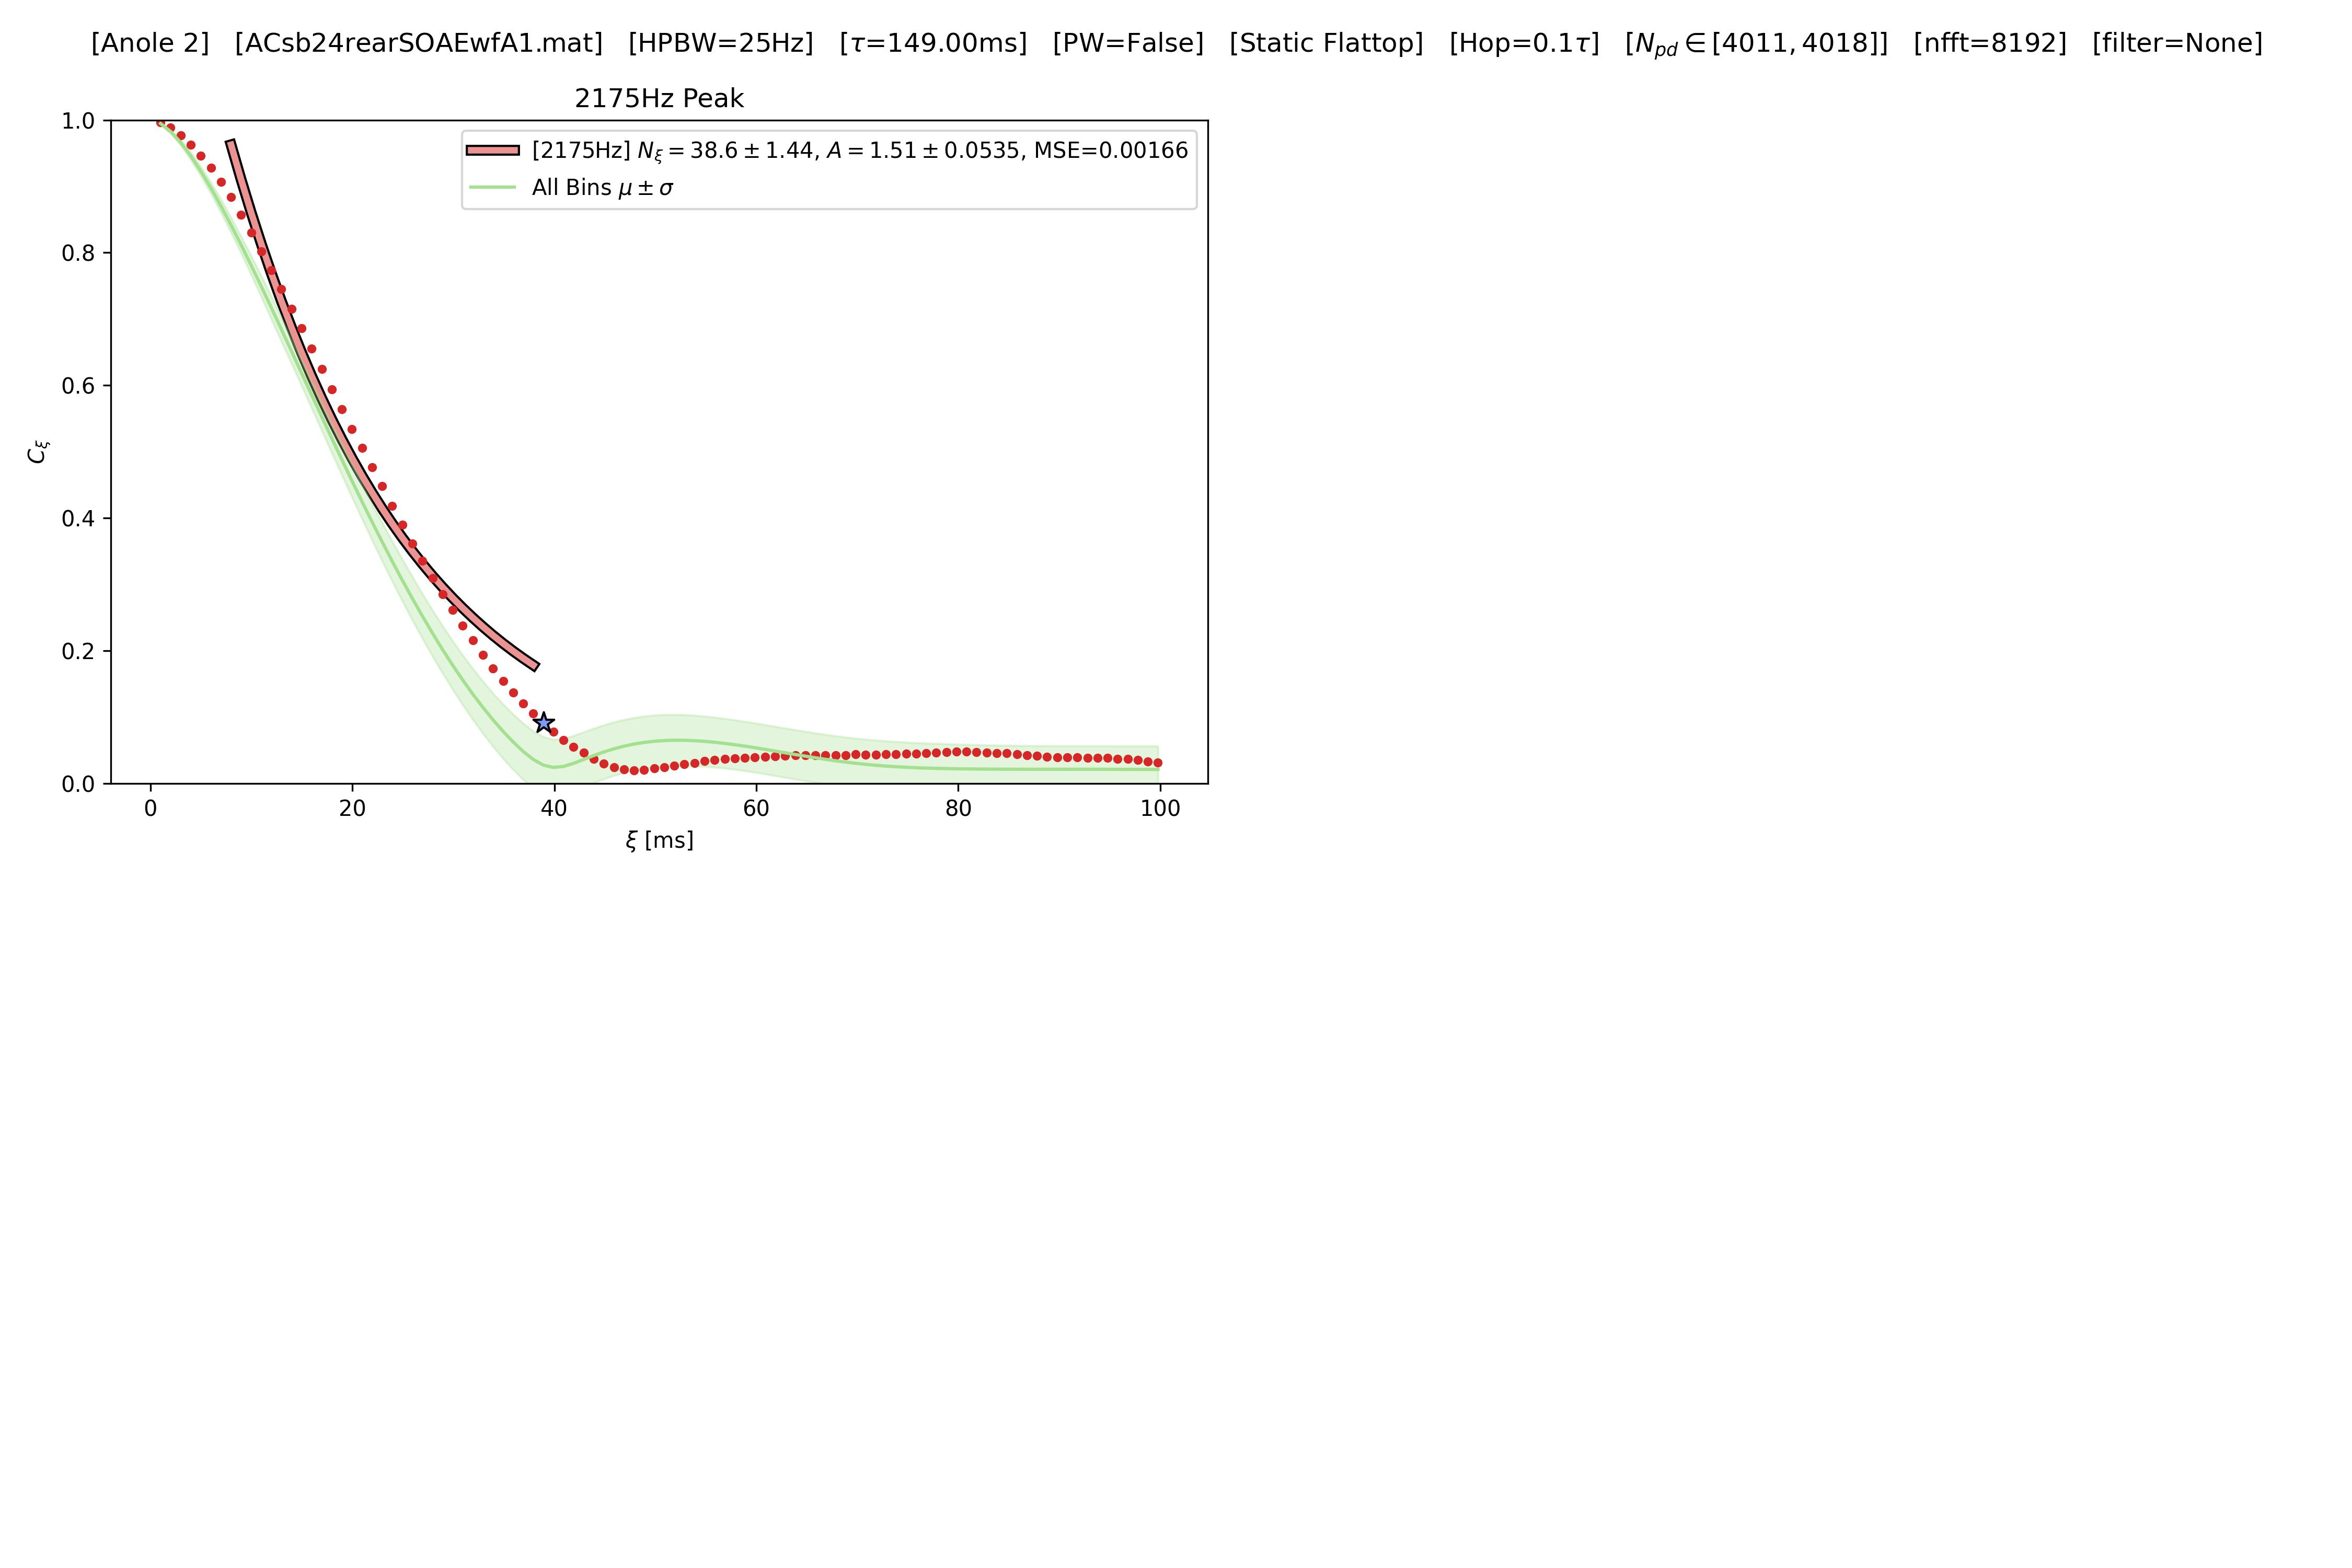 [Anole 2] [ACsb24rearSOAEwfA1.mat] [HPBW=25Hz] [τ=149.00ms] [PW=False] [Static Flattop] [Hop=0.1τ] [N_pd ∈ [4011, 4018]] [nfft=8192] [filter=None]
2175Hz Peak
[2175Hz] N_ξ = 38.6 ± 1.44, A = 1.51 ± 0.0535, MSE=0.00166
All Bins μ ± σ
1.0
0.8
0.6
0.4
0.2
0.0
C_ξ
0 20 40 60 80 100
ξ [ms]